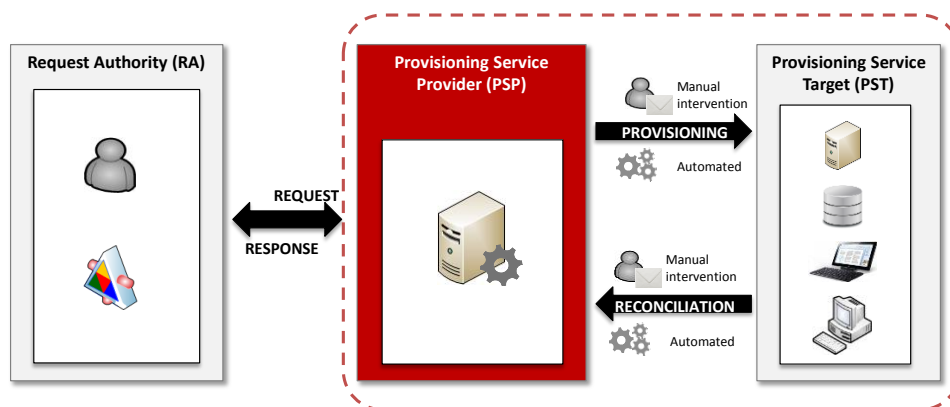 Request Authority (RA)
REQUEST
RESPONSE
Provisioning Service
Provider (PSP)
Manual
intervention
PROVISIONING
Automated
Manual
intervention
RECONCILIATION
Automated
Provisioning Service
Target (PST)